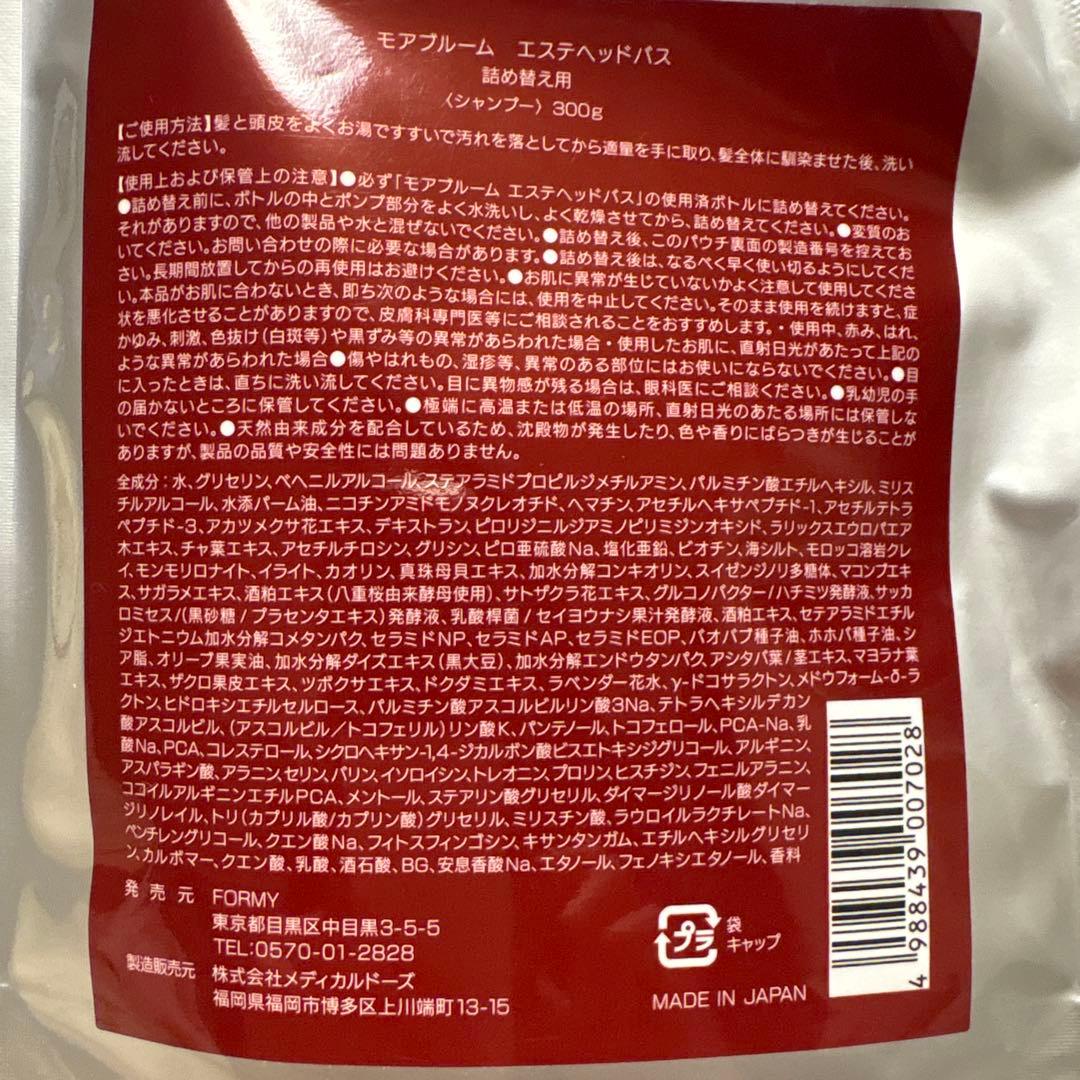 モアブルーム エステヘッドバス
詰め替え用
〈シャンプー〉300g
【ご使用方法】髪と頭皮をよくお湯ですすいで汚れを落としてから適量を手に取り、髪全体に馴染ませた後、洗い
流してください。
【使用上および保管上の注意】●必ず「モアブルーム エステヘッドバス」の使用済ボトルに詰め替えてください。
●詰め替え前に、ボトルの中とポンプ部分をよく水洗いし、よく乾燥させてから、詰め替えてください。●変質のお
それがありますので、他の製品や水と混ぜないでください。●詰め替え後、このパウチ裏面の製造番号を控えてお
いてください。お問い合わせの際に必要な場合があります。●詰め替え後は、なるべく早く使い切るようにしてくだ
さい。長期間放置してからの再使用はお避けください。●お肌に異常が生じていないかよく注意して使用してくださ
い。本品がお肌に合わないとき、即ち次のような場合には、使用を中止してください。そのまま使用を続けますと、症
状を悪化させることがありますので、皮膚科専門医等にご相談されることをおすすめします。・使用中、赤み、はれ、
かゆみ、刺激、色抜け(白斑等)や黒ずみ等の異常があらわれた場合・使用したお肌に、直射日光があたって上記の
ような異常があらわれた場合●傷やはれもの、湿疹等、異常のある部位にはお使いにならないでください。●目
に入ったときは、直ちに洗い流してください。目に異物感が残る場合は、眼科医にご相談ください。●乳幼児の手
の届かないところに保管してください。●極端に高温または低温の場所、直射日光のあたる場所には保管しな
いでください。●天然由来成分を配合しているため、沈殿物が発生したり、色や香りにばらつきが生じることが
ありますが、製品の品質や安全性には問題ありません。
全成分：水、グリセリン、ベヘニルアルコール、ステアラミドプロピルジメチルアミン、パルミチン酸エチルヘキシル、ミリス
チルアルコール、水添パーム油、ニコチンアミドモノヌクレオチド、ヘマチン、アセチルヘキサペプチド-1、アセチルテトラ
ペプチド-3、アカツメクサ花エキス、デキストラン、ピロリジニルジアミノピリミジンオキシド、ラリックスエウロパエア
木エキス、チャ葉エキス、アセチルチロシン、グリシン、ピロ亜硫酸Na、塩化亜鉛、ビオチン、海シルト、モロッコ溶岩クレ
イ、モンモリロナイト、イライト、カオリン、真珠母貝エキス、加水分解コンキオリン、スイゼンジノリ多糖体、マコンブエキ
ス、サガラメエキス、酒粕エキス(八重桜由来酵母使用)、サトザクラ花エキス、グルコノバクター/ハチミツ発酵液、サッカ
ロミセス/(黒砂糖/プラセンタエキス)発酵液、乳酸桿菌/セイヨウナシ果汁発酵液、酒粕エキス、セテアラミドエチル
ジエトニウム加水分解コメタンパク、セラミドNP、セラミドAP、セラミドEOP、バオバブ種子油、ホホバ種子油、シ
ア脂、オリーブ果実油、加水分解ダイズエキス(黒大豆)、加水分解エンドウタンパク、アシタバ葉/茎エキス、マヨラナ葉
エキス、ザクロ果皮エキス、ツボクサエキス、ドクダミエキス、ラベンダー花水、γ-ドコサラクトン、メドウフォーム-δ-ラ
クトン、ヒドロキシエチルセルロース、パルミチン酸アスコルビルリン酸3Na、テトラヘキシルデカン
酸アスコルビル、(アスコルビル/トコフェリル)リン酸K、パンテノール、トコフェロール、PCA-Na、乳
酸Na、PCA、コレステロール、シクロヘキサン-1,4-ジカルボン酸ビスエトキシジグリコール、アルギニン、
アスパラギン酸、アラニン、セリン、バリン、イソロイシン、トレオニン、プロリン、ヒスチジン、フェニルアラニン、
ココイルアルギニンエチルPCA、メントール、ステアリン酸グリセリル、ダイマージリノール酸ダイマー
ジリノレイル、トリ(カプリル酸/カプリン酸)グリセリル、ミリスチン酸、ラウロイルラクチレートNa、
ペンチレングリコール、クエン酸Na、フィトスフィンゴシン、キサンタンガム、エチルヘキシルグリセリ
ン、カルボマー、クエン酸、乳酸、酒石酸、BG、安息香酸Na、エタノール、フェノキシエタノール、香料
発売元 FORMY
東京都目黒区中目黒3-5-5
TEL:0570-01-2828
製造販売元 株式会社メディカルドーズ
福岡県福岡市博多区上川端町13-15
プラ
袋
キャップ
MADE IN JAPAN
4 988439 007028